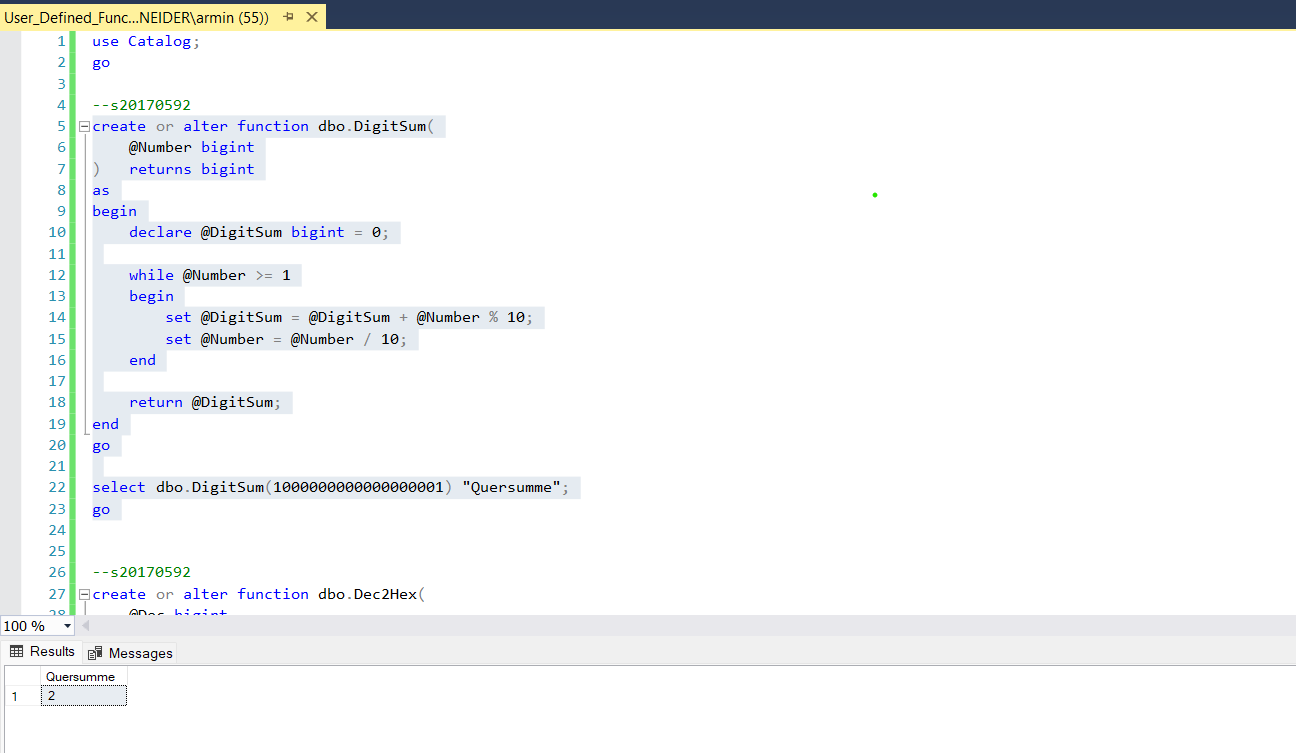 User_Defined_Func...NEIDER\armin (55))
1 use Catalog;
2 go
3
4 --s20170592
5 create or alter function dbo.DigitSum(
6 @Number bigint
7 ) returns bigint
8 as
9 begin
10 declare @DigitSum bigint = 0;
11
12 while @Number >= 1
13 begin
14 set @DigitSum = @DigitSum + @Number % 10;
15 set @Number = @Number / 10;
16 end
17
18 return @DigitSum;
19 end
20 go
21
22 select dbo.DigitSum(1000000000000000001) "Quersumme";
23 go
24
25
26 --s20170592
27 create or alter function dbo.Dec2Hex(
28 @Dec bigint
100 %
Results Messages
Quersumme
1 2